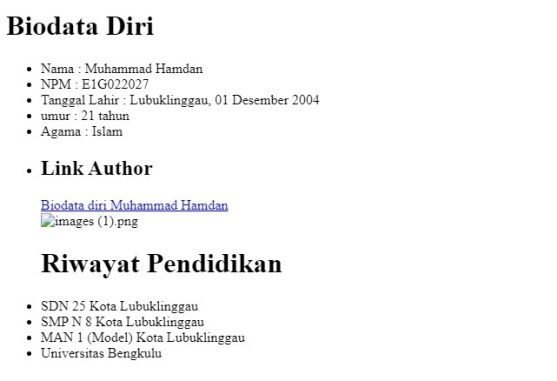 Biodata Diri
Nama : Muhammad Hamdan
NPM : E1G022027
Tanggal Lahir : Lubuklinggau, 01 Desember 2004
umur : 21 tahun
Agama : Islam
Link Author
Biodata diri Muhammad Hamdan
images (1).png
Riwayat Pendidikan
SDN 25 Kota Lubuklinggau
SMP N 8 Kota Lubuklinggau
MAN 1 (Model) Kota Lubuklinggau
Universitas Bengkulu